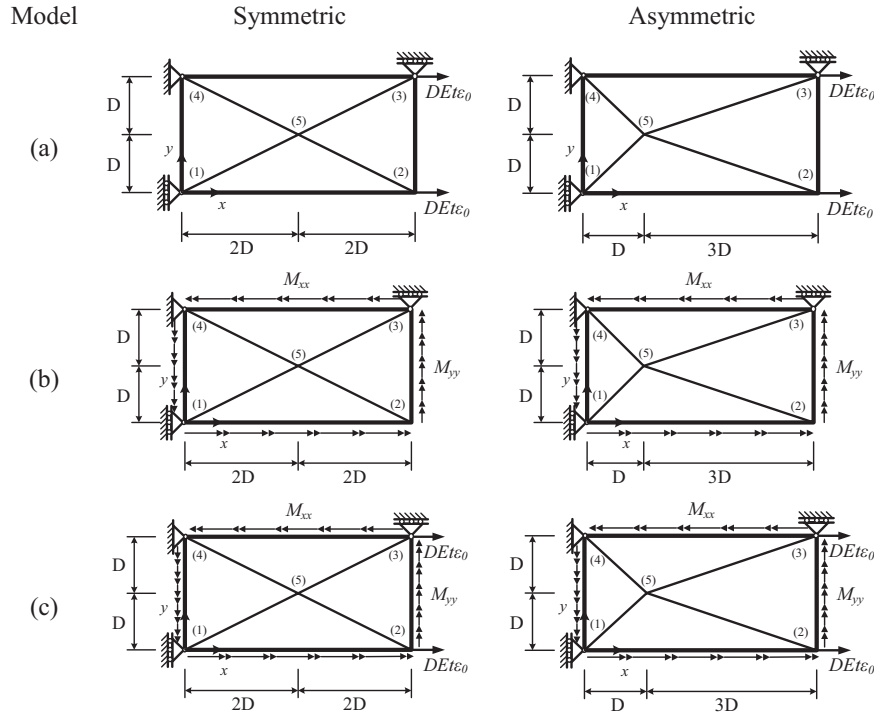 Model Symmetric Asymmetric
(a)
D
D
y
x
(1)
(2)
(3)
(4)
(5)
DEtε₀
DEtε₀
2D 2D
D
D
y
x
(1)
(2)
(3)
(4)
(5)
DEtε₀
DEtε₀
D 3D
(b)
Mxx
D
D
y
x
(1)
(2)
(3)
(4)
(5)
Myy
2D 2D
Mxx
D
D
y
x
(1)
(2)
(3)
(4)
(5)
Myy
D 3D
(c)
Mxx
D
D
y
x
(1)
(2)
(3)
(4)
(5)
DEtε₀
Myy
DEtε₀
2D 2D
Mxx
D
D
y
x
(1)
(2)
(3)
(4)
(5)
DEtε₀
Myy
DEtε₀
D 3D